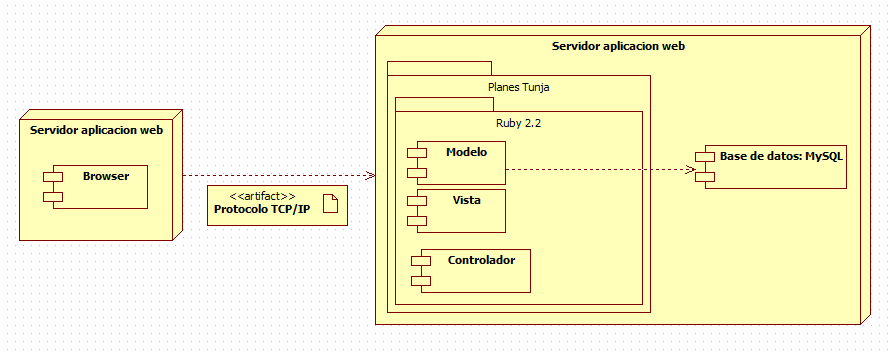 Servidor aplicacion web
Browser
<<artifact>>
Protocolo TCP/IP
Servidor aplicacion web
Planes Tunja
Ruby 2.2
Modelo
Vista
Controlador
Base de datos: MySQL